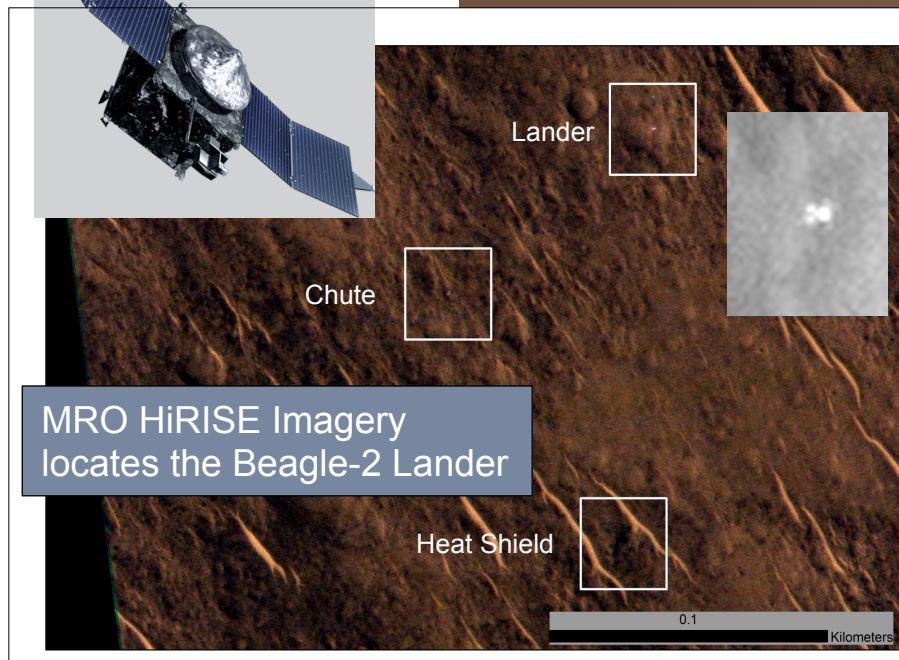 Lander
Chute
MRO HiRISE Imagery
locates the Beagle-2 Lander
Heat Shield
0.1
Kilometers